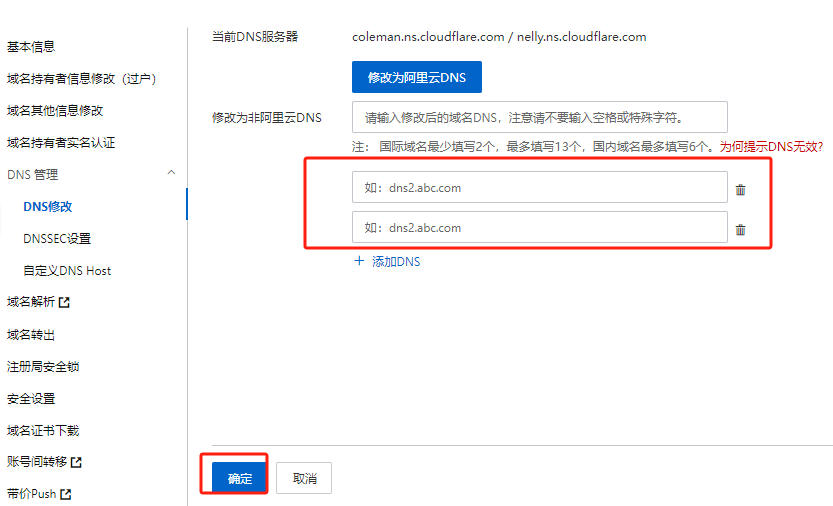 基本信息
域名持有者信息修改（过户）
域名其他信息修改
域名持有者实名认证
DNS 管理
DNS修改
DNSSEC设置
自定义DNS Host
域名解析
域名转出
注册局安全锁
安全设置
域名证书下载
账号间转移
带价Push
当前DNS服务器
coleman.ns.cloudflare.com / nelly.ns.cloudflare.com
修改为阿里云DNS
修改为非阿里云DNS
请输入修改后的域名DNS，注意请不要输入空格或特殊字符。
注： 国际域名最少填写2个，最多填写13个，国内域名最多填写6个。为何提示DNS无效?
如：dns2.abc.com
如：dns2.abc.com
+ 添加DNS
确定
取消